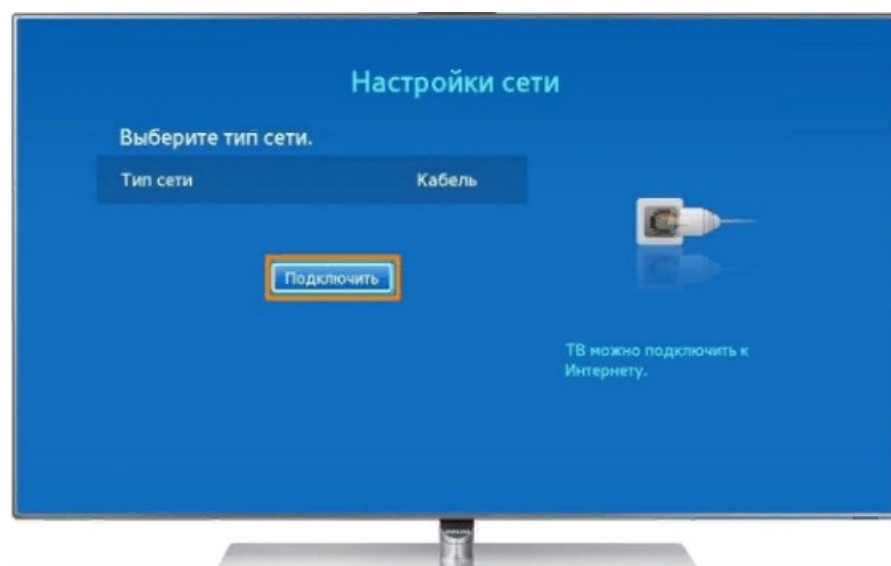 Настройки сети
Выберите тип сети.
Тип сети Кабель
Подключить
ТВ можно подключить к
Интернету.